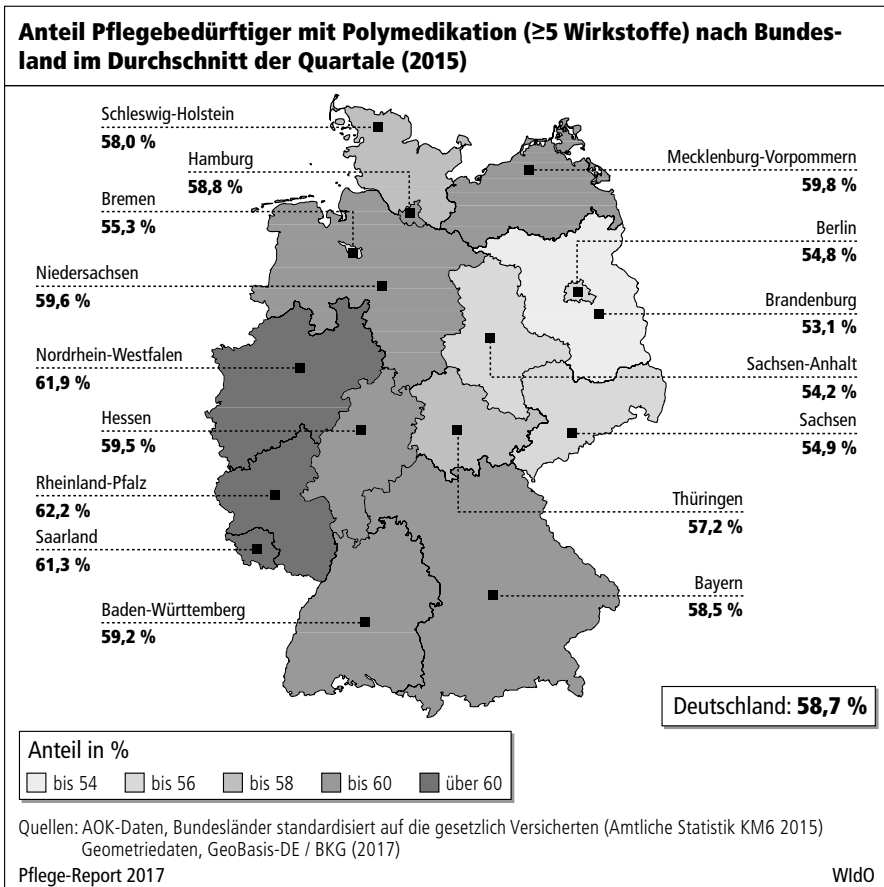 Anteil Pflegebedürftiger mit Polymedikation (≥5 Wirkstoffe) nach Bundes-
land im Durchschnitt der Quartale (2015)
Schleswig-Holstein
58,0 %
Hamburg
58,8 %
Bremen
55,3 %
Niedersachsen
59,6 %
Nordrhein-Westfalen
61,9 %
Hessen
59,5 %
Rheinland-Pfalz
62,2 %
Saarland
61,3 %
Baden-Württemberg
59,2 %
Mecklenburg-Vorpommern
59,8 %
Berlin
54,8 %
Brandenburg
53,1 %
Sachsen-Anhalt
54,2 %
Sachsen
54,9 %
Thüringen
57,2 %
Bayern
58,5 %
Deutschland: 58,7 %
Anteil in %
bis 54 bis 56 bis 58 bis 60 über 60
Quellen: AOK-Daten, Bundesländer standardisiert auf die gesetzlich Versicherten (Amtliche Statistik KM6 2015)
Geometriedaten, GeoBasis-DE / BKG (2017)
Pflege-Report 2017 WIdO